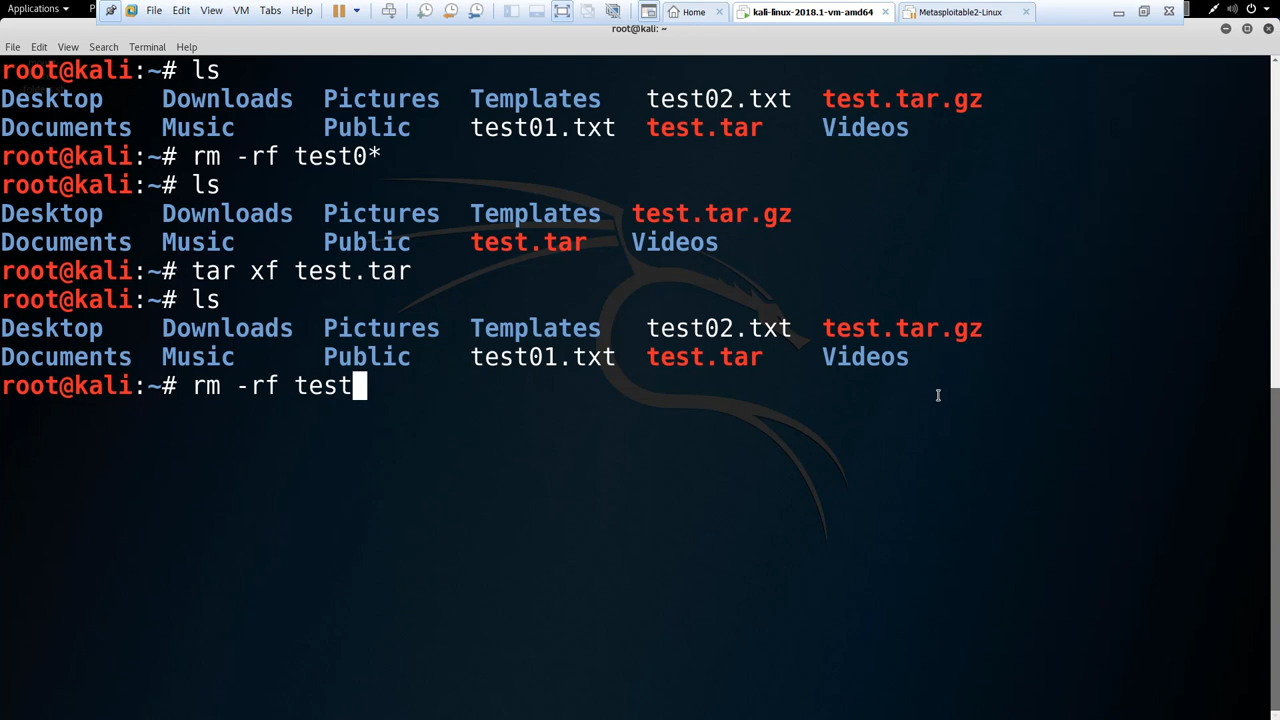 Applications File Edit View VM Tabs Help Home kali-linux-2018.1-vm-amd64 Metasploitable2-Linux
root@kali: ~
File Edit View Search Terminal Help
root@kali:~# ls
Desktop Downloads Pictures Templates test02.txt test.tar.gz
Documents Music Public test01.txt test.tar Videos
root@kali:~# rm -rf test0*
root@kali:~# ls
Desktop Downloads Pictures Templates test.tar.gz
Documents Music Public test.tar Videos
root@kali:~# tar xf test.tar
root@kali:~# ls
Desktop Downloads Pictures Templates test02.txt test.tar.gz
Documents Music Public test01.txt test.tar Videos
root@kali:~# rm -rf test